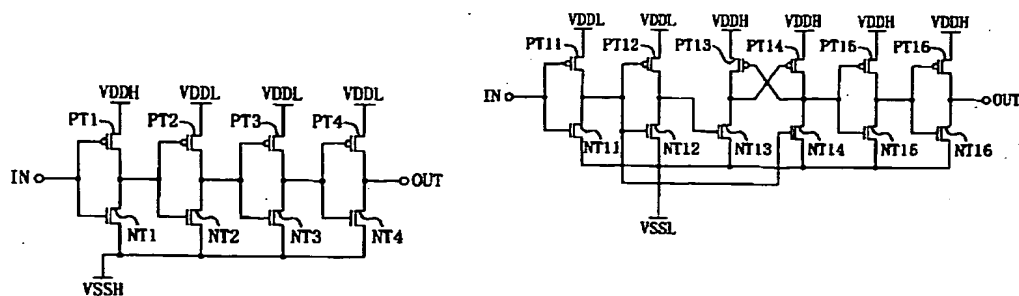 VDDH VDDL VDDL VDDL
PT1 PT2 PT3 PT4
IN OUT
NT1 NT2 NT3 NT4
VSSH
VDDL VDDL VDDH VDDH VDDH VDDH
PT11 PT12 PT13 PT14 PT15 PT16
IN OUT
NT11 NT12 NT13 NT14 NT15 NT16
VSSL